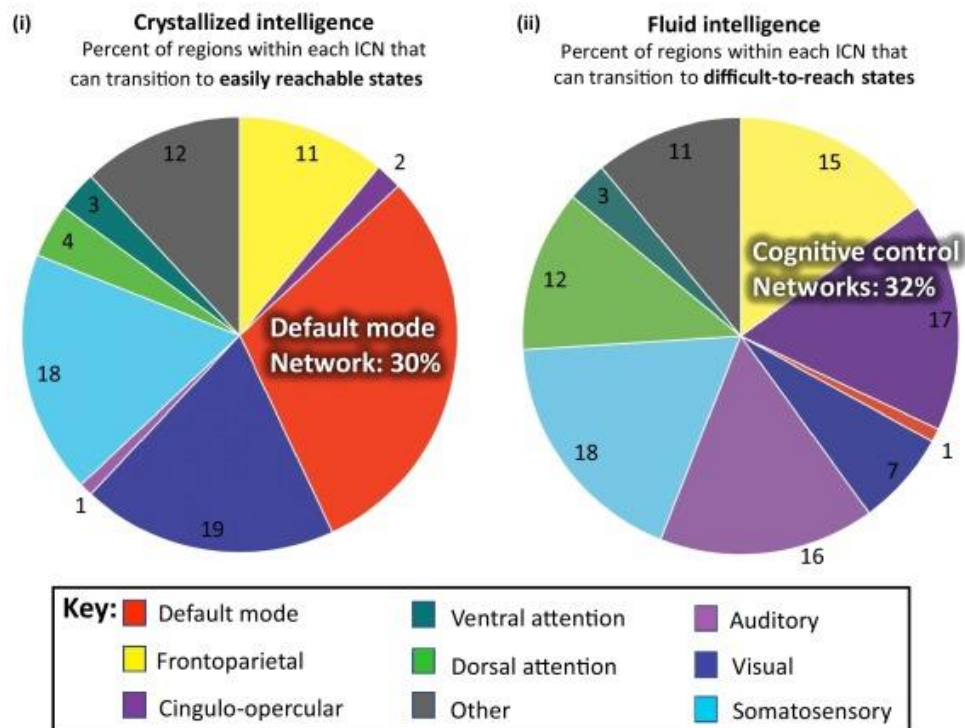 (i)
Crystallized intelligence
Percent of regions within each ICN that
can transition to easily reachable states
12
11
2
3
4
Default mode
Network: 30%
18
1
19
(ii)
Fluid intelligence
Percent of regions within each ICN that
can transition to difficult-to-reach states
11
15
3
Cognitive control
Networks: 32%
12
17
18
1
7
16
Key:
Default mode
Ventral attention
Auditory
Frontoparietal
Dorsal attention
Visual
Cingulo-opercular
Other
Somatosensory